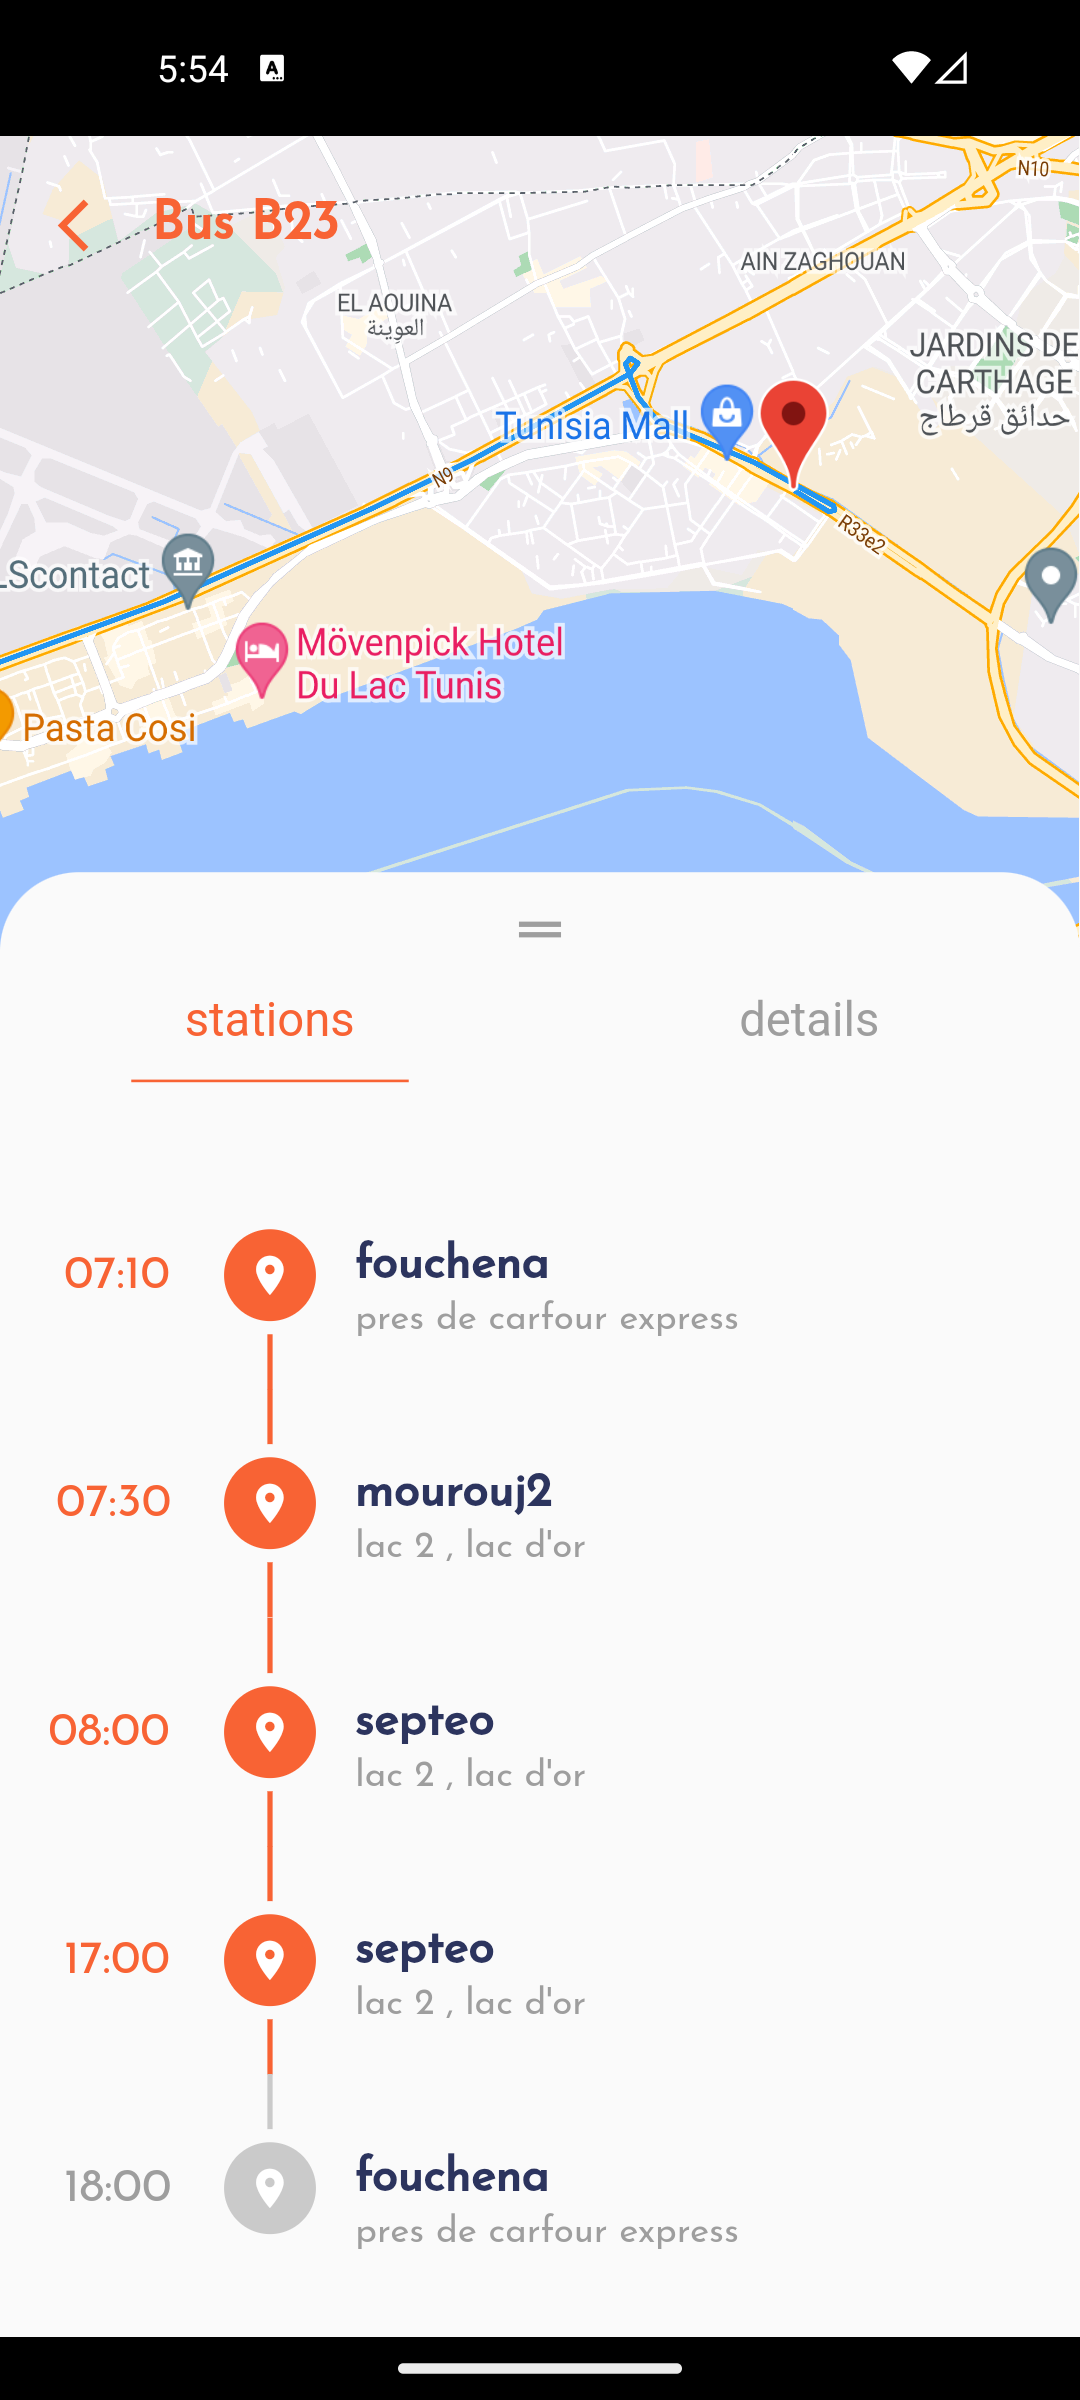 5:54
A
N10
Bus B23
AIN ZAGHOUAN
EL AOUINA
العوينة
JARDINS DE
CARTHAGE
حدائق قرطاج
Tunisia Mall
N9
R33e2
LScontact
Mövenpick Hotel
Du Lac Tunis
Pasta Cosi
stations
details
07:10
fouchena
pres de carfour express
07:30
mourouj2
lac 2 , lac d'or
08:00
septeo
lac 2 , lac d'or
17:00
septeo
lac 2 , lac d'or
18:00
fouchena
pres de carfour express